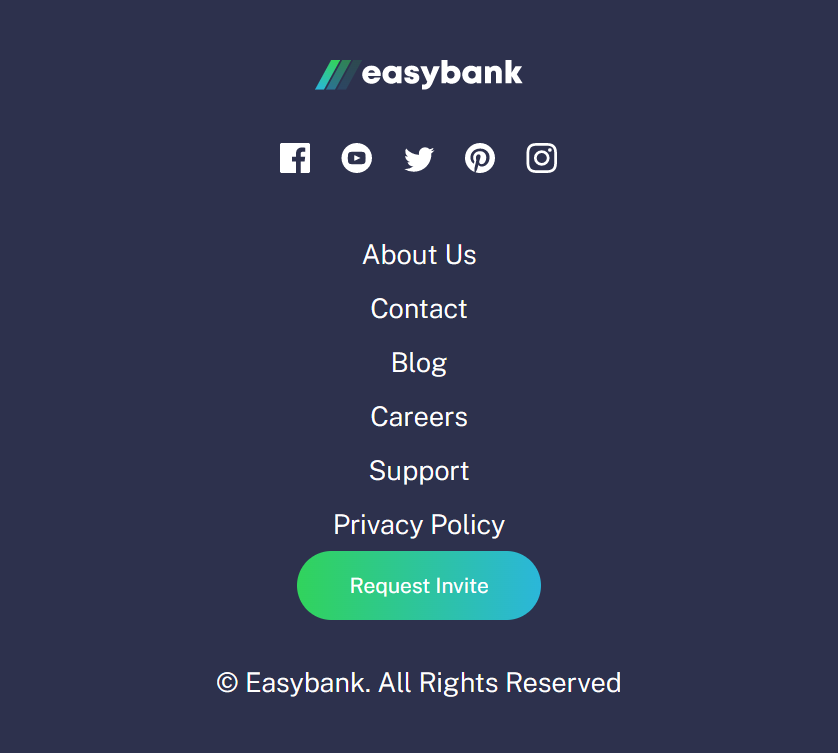 easybank
About Us
Contact
Blog
Careers
Support
Privacy Policy
Request Invite
© Easybank. All Rights Reserved